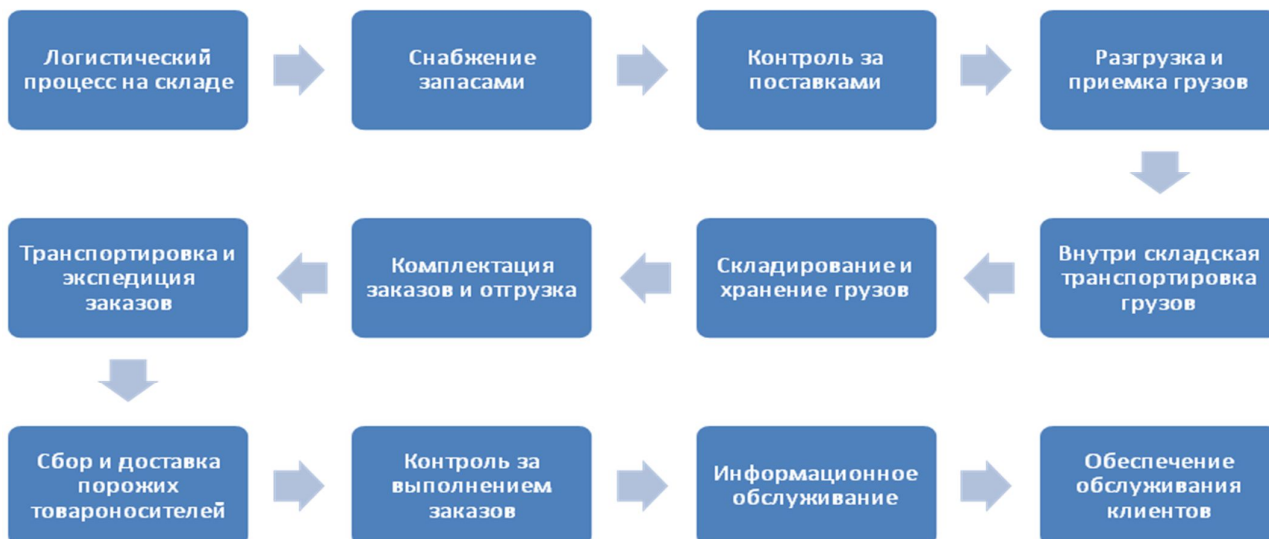 Логистический
процесс на складе
Снабжение
запасами
Контроль за
поставками
Разгрузка и
приемка грузов
Внутри складская
транспортировка
грузов
Складирование и
хранение грузов
Комплектация
заказов и отгрузка
Транспортировка и
экспедиция
заказов
Сбор и доставка
порожих
товароносителей
Контроль за
выполнением
заказов
Информационное
обслуживание
Обеспечение
обслуживания
клиентов